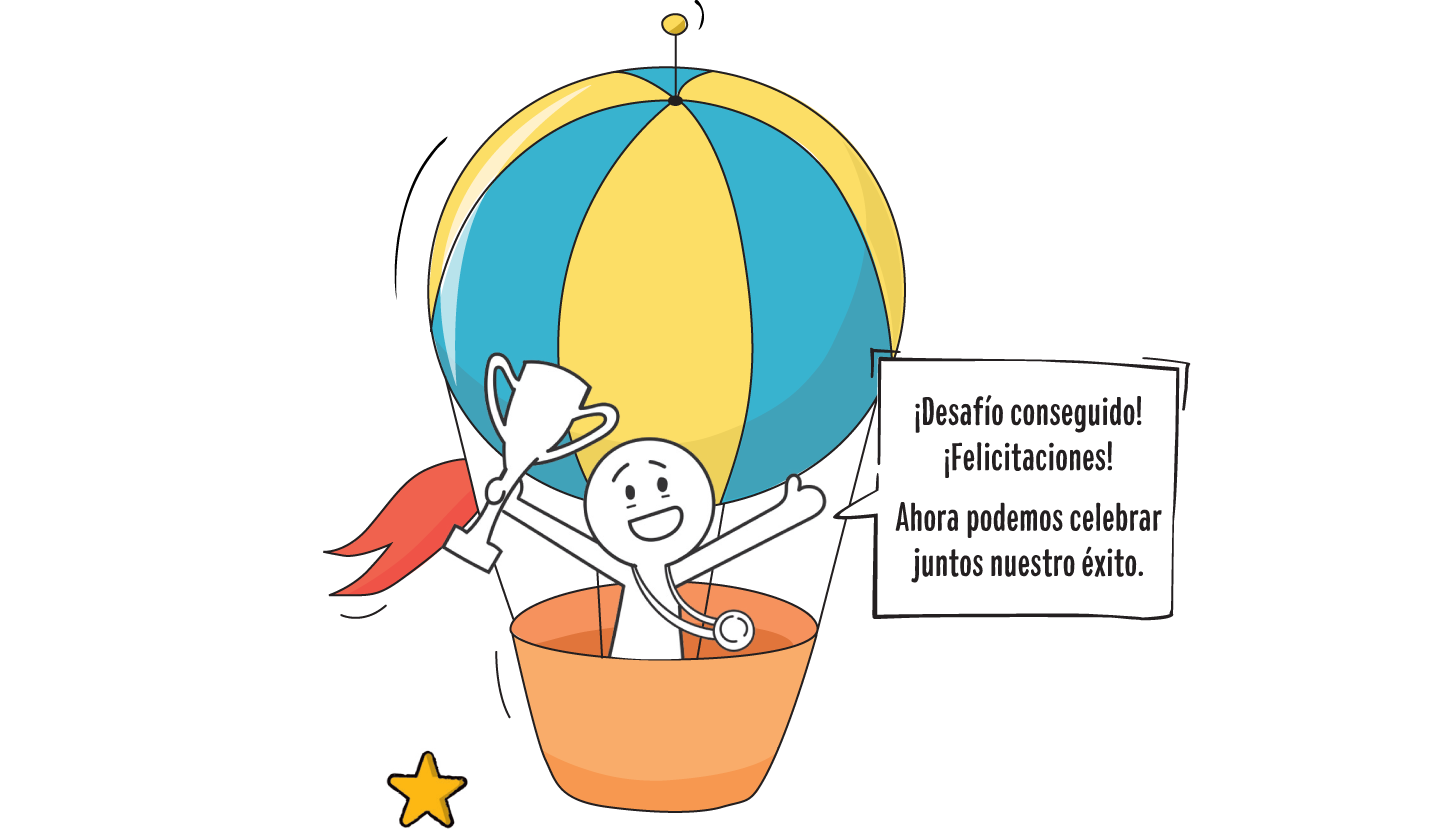 ¡Desafío conseguido!
¡Felicitaciones!
Ahora podemos celebrar
juntos nuestro éxito.